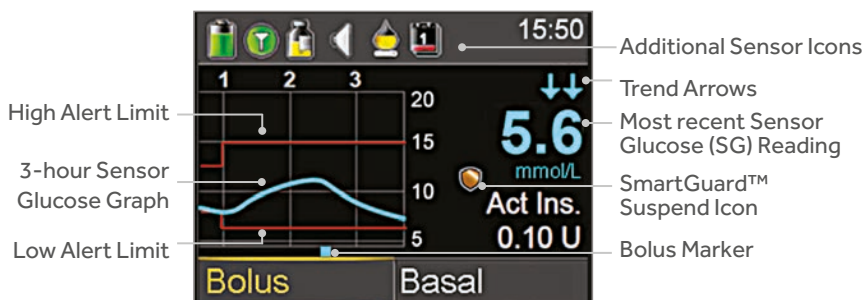 15:50
Additional Sensor Icons
1
1 2 3
High Alert Limit
3-hour Sensor
Glucose Graph
Low Alert Limit
20
15
10
5
5.6
mmol/L
Act Ins.
0.10 U
Trend Arrows
Most recent Sensor
Glucose (SG) Reading
SmartGuard™
Suspend Icon
Bolus Marker
Bolus Basal